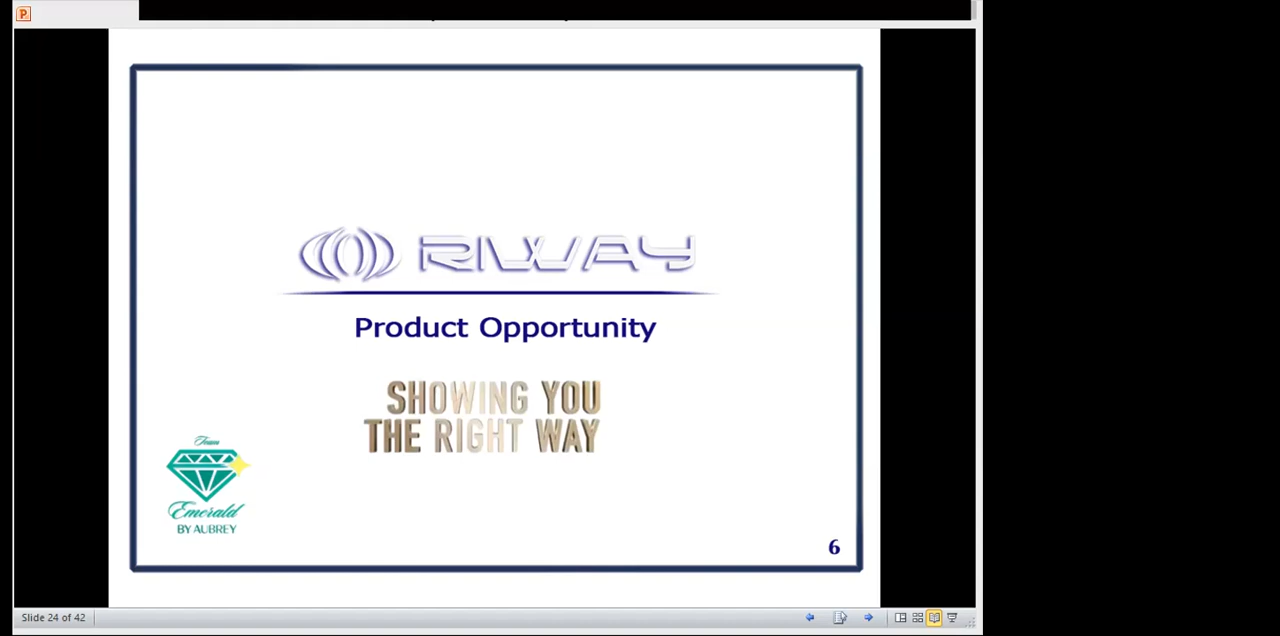 RIWAY
Product Opportunity
SHOWING YOU
THE RIGHT WAY
Team
Emerald
BY AUBREY
6
Slide 24 of 42